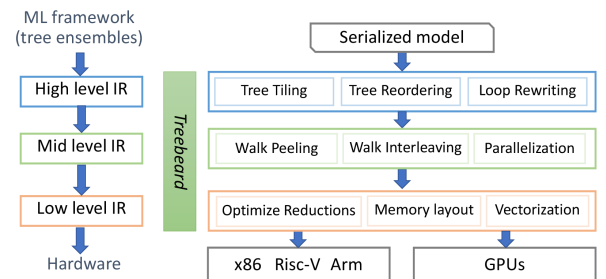 ML framework
(tree ensembles)
High level IR
Mid level IR
Low level IR
Hardware
Treebeard
Serialized model
Tree Tiling
Tree Reordering
Loop Rewriting
Walk Peeling
Walk Interleaving
Parallelization
Optimize Reductions
Memory layout
Vectorization
x86 Risc-V Arm
GPUs